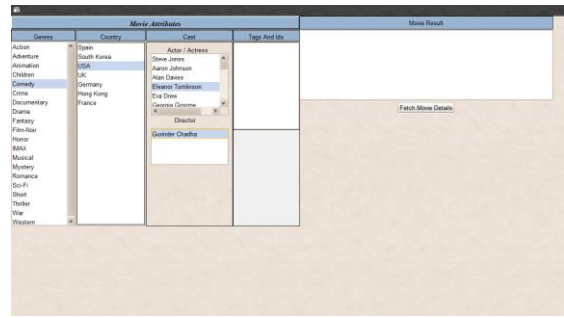 Movie Attributes
Movie Result
Genres
Country
Cast
Tags And Ids
Action
Adventure
Animation
Children
Comedy
Crime
Documentary
Drama
Fantasy
Film-Noir
Horror
IMAX
Musical
Mystery
Romance
Sci-Fi
Short
Thriller
War
Western
Spain
South Korea
USA
UK
Germany
Hong Kong
France
Actor / Actress
Steve Jones
Aaron Johnson
Alan Davies
Eleanor Tomlinson
Eva Drew
Georgia Groome
Director
Gurinder Chadha
Fetch Movie Details